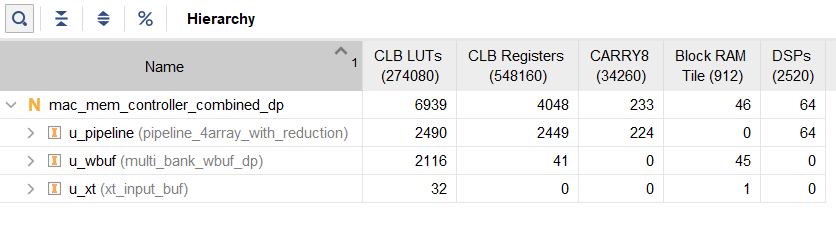 Hierarchy
Name 1 CLB LUTs (274080) CLB Registers (548160) CARRY8 (34260) Block RAM Tile (912) DSPs (2520)
N mac_mem_controller_combined_dp 6939 4048 233 46 64
I u_pipeline (pipeline_4array_with_reduction) 2490 2449 224 0 64
I u_wbuf (multi_bank_wbuf_dp) 2116 41 0 45 0
I u_xt (xt_input_buf) 32 0 0 1 0